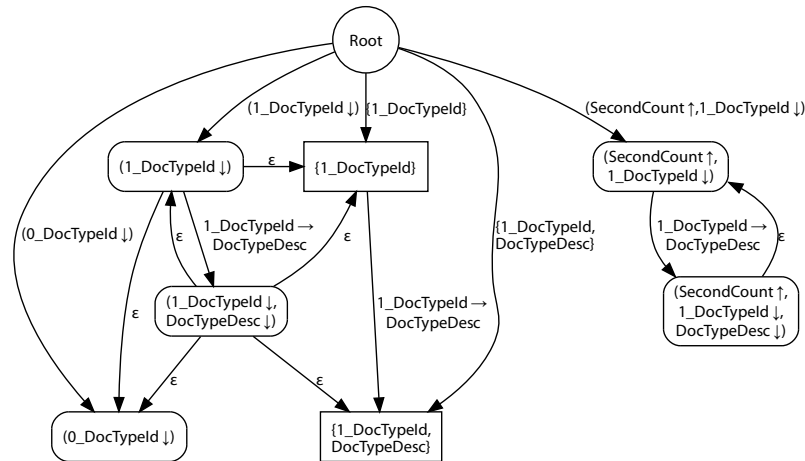 Root
(1_DocTypeId ↓)
{1_DocTypeId}
(SecondCount ↑,1_DocTypeId ↓)
(1_DocTypeId ↓)
ε
{1_DocTypeId}
(SecondCount ↑,
1_DocTypeId ↓)
(0_DocTypeId ↓)
ε
1_DocTypeId →
DocTypeDesc
ε
{1_DocTypeId,
DocTypeDesc}
1_DocTypeId →
DocTypeDesc
ε
ε
(1_DocTypeId ↓,
DocTypeDesc ↓)
1_DocTypeId →
DocTypeDesc
(SecondCount ↑,
1_DocTypeId ↓,
DocTypeDesc ↓)
ε
ε
(0_DocTypeId ↓)
{1_DocTypeId,
DocTypeDesc}